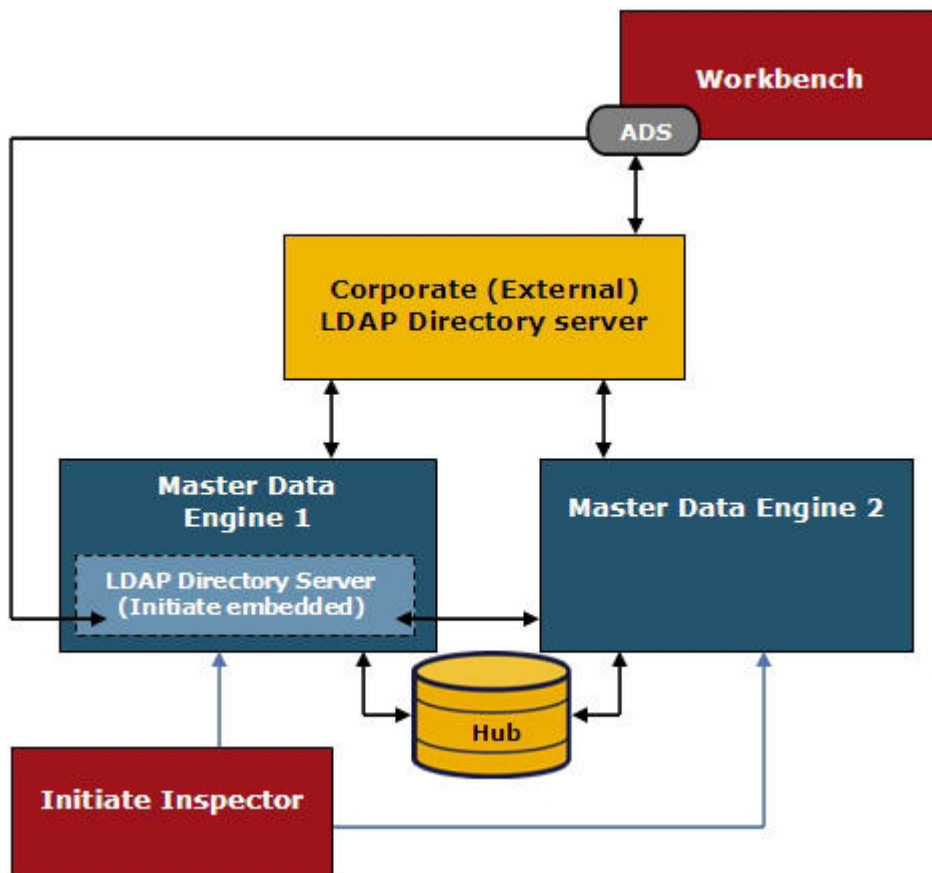 Workbench
ADS
Corporate (External)
LDAP Directory server
Master Data
Engine 1
LDAP Directory Server
(Initiate embedded)
Master Data Engine 2
Hub
Initiate Inspector